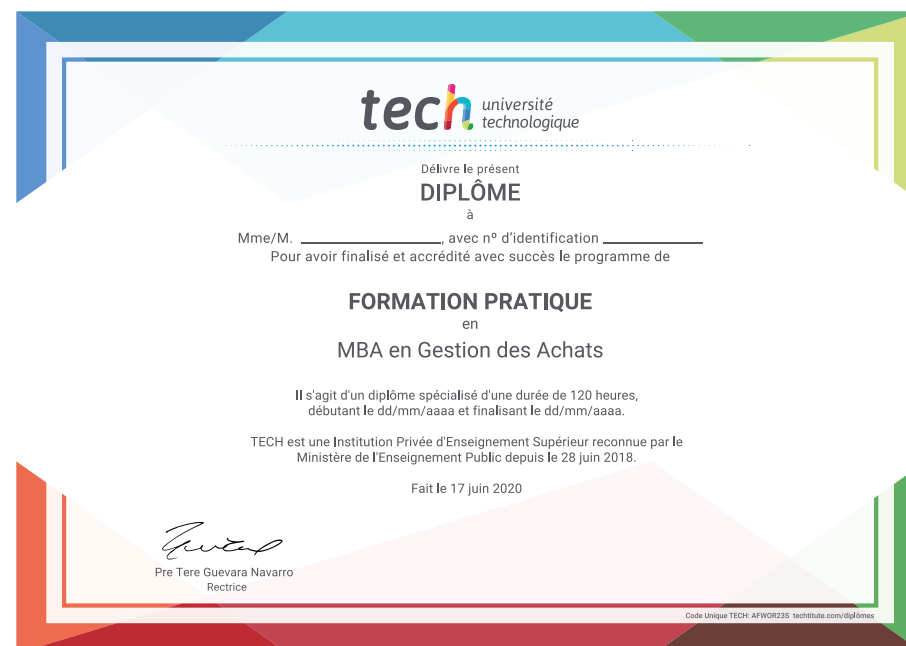 tech université
technologique
Délivre le présent
DIPLÔME
à
Mme/M. ____________________, avec nº d'identification ______________
Pour avoir finalisé et accrédité avec succès le programme de
FORMATION PRATIQUE
en
MBA en Gestion des Achats
Il s'agit d'un diplôme spécialisé d'une durée de 120 heures,
débutant le dd/mm/aaaa et finalisant le dd/mm/aaaa.
TECH est une Institution Privée d'Enseignement Supérieur reconnue par le
Ministère de l'Enseignement Public depuis le 28 juin 2018.
Fait le 17 juin 2020
Pre Tere Guevara Navarro
Rectrice
Code Unique TECH: AFWOR23S techtitute.com/diplômes